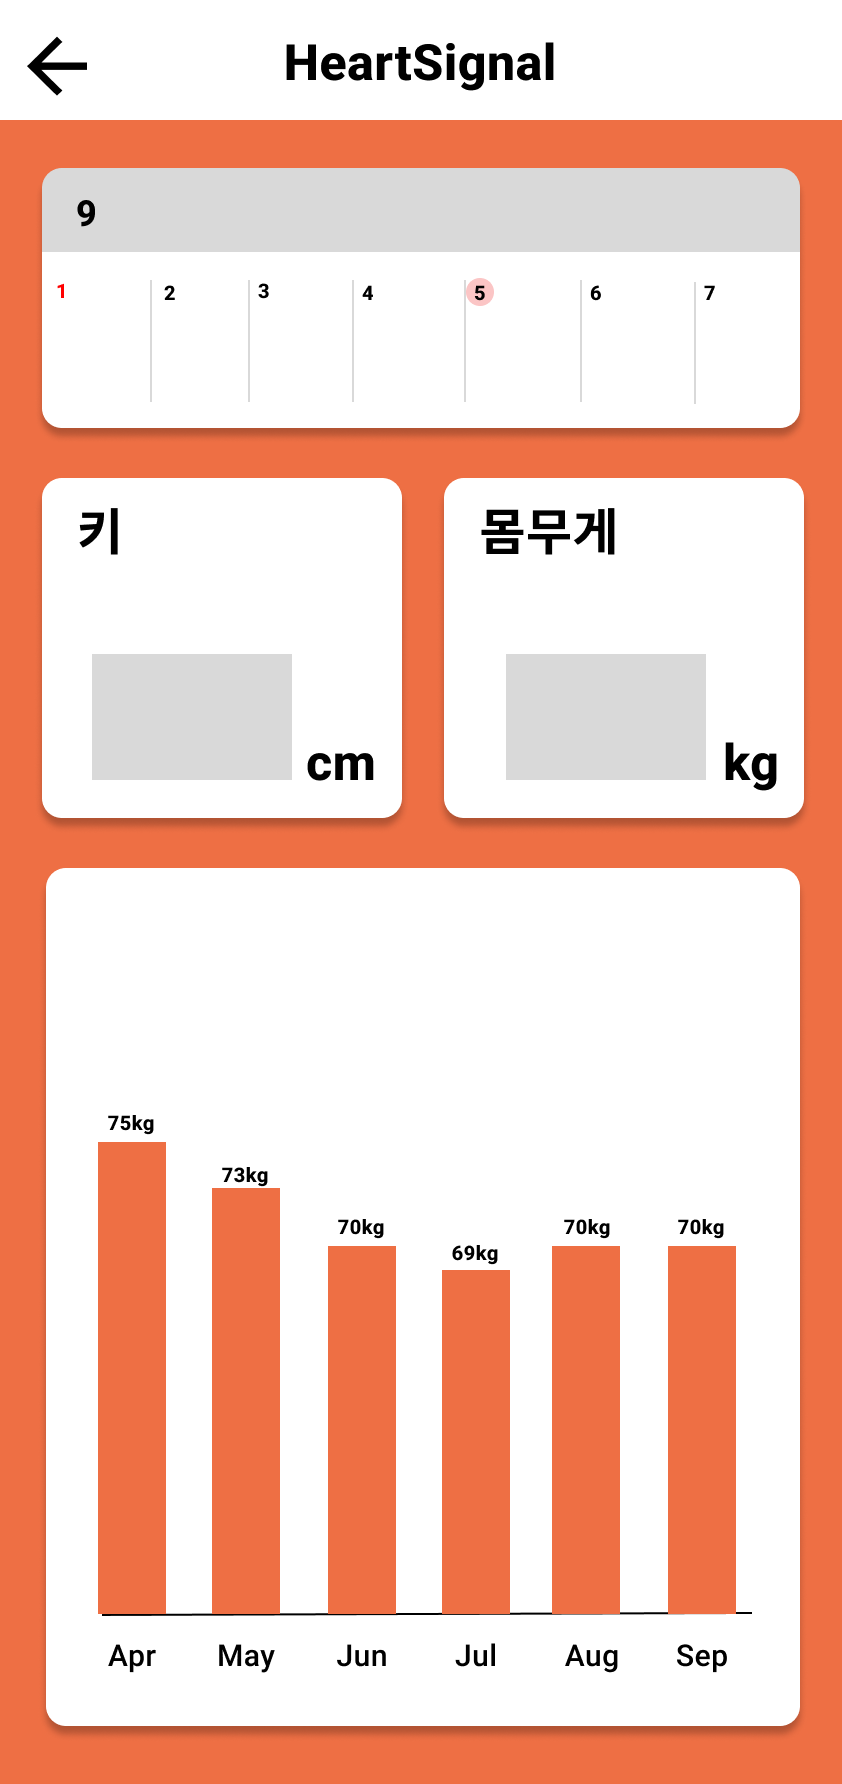 HeartSignal
9
1 2 3 4 5 6 7
키
cm
몸무게
kg
75kg
73kg
70kg
69kg
70kg
70kg
Apr May Jun Jul Aug Sep